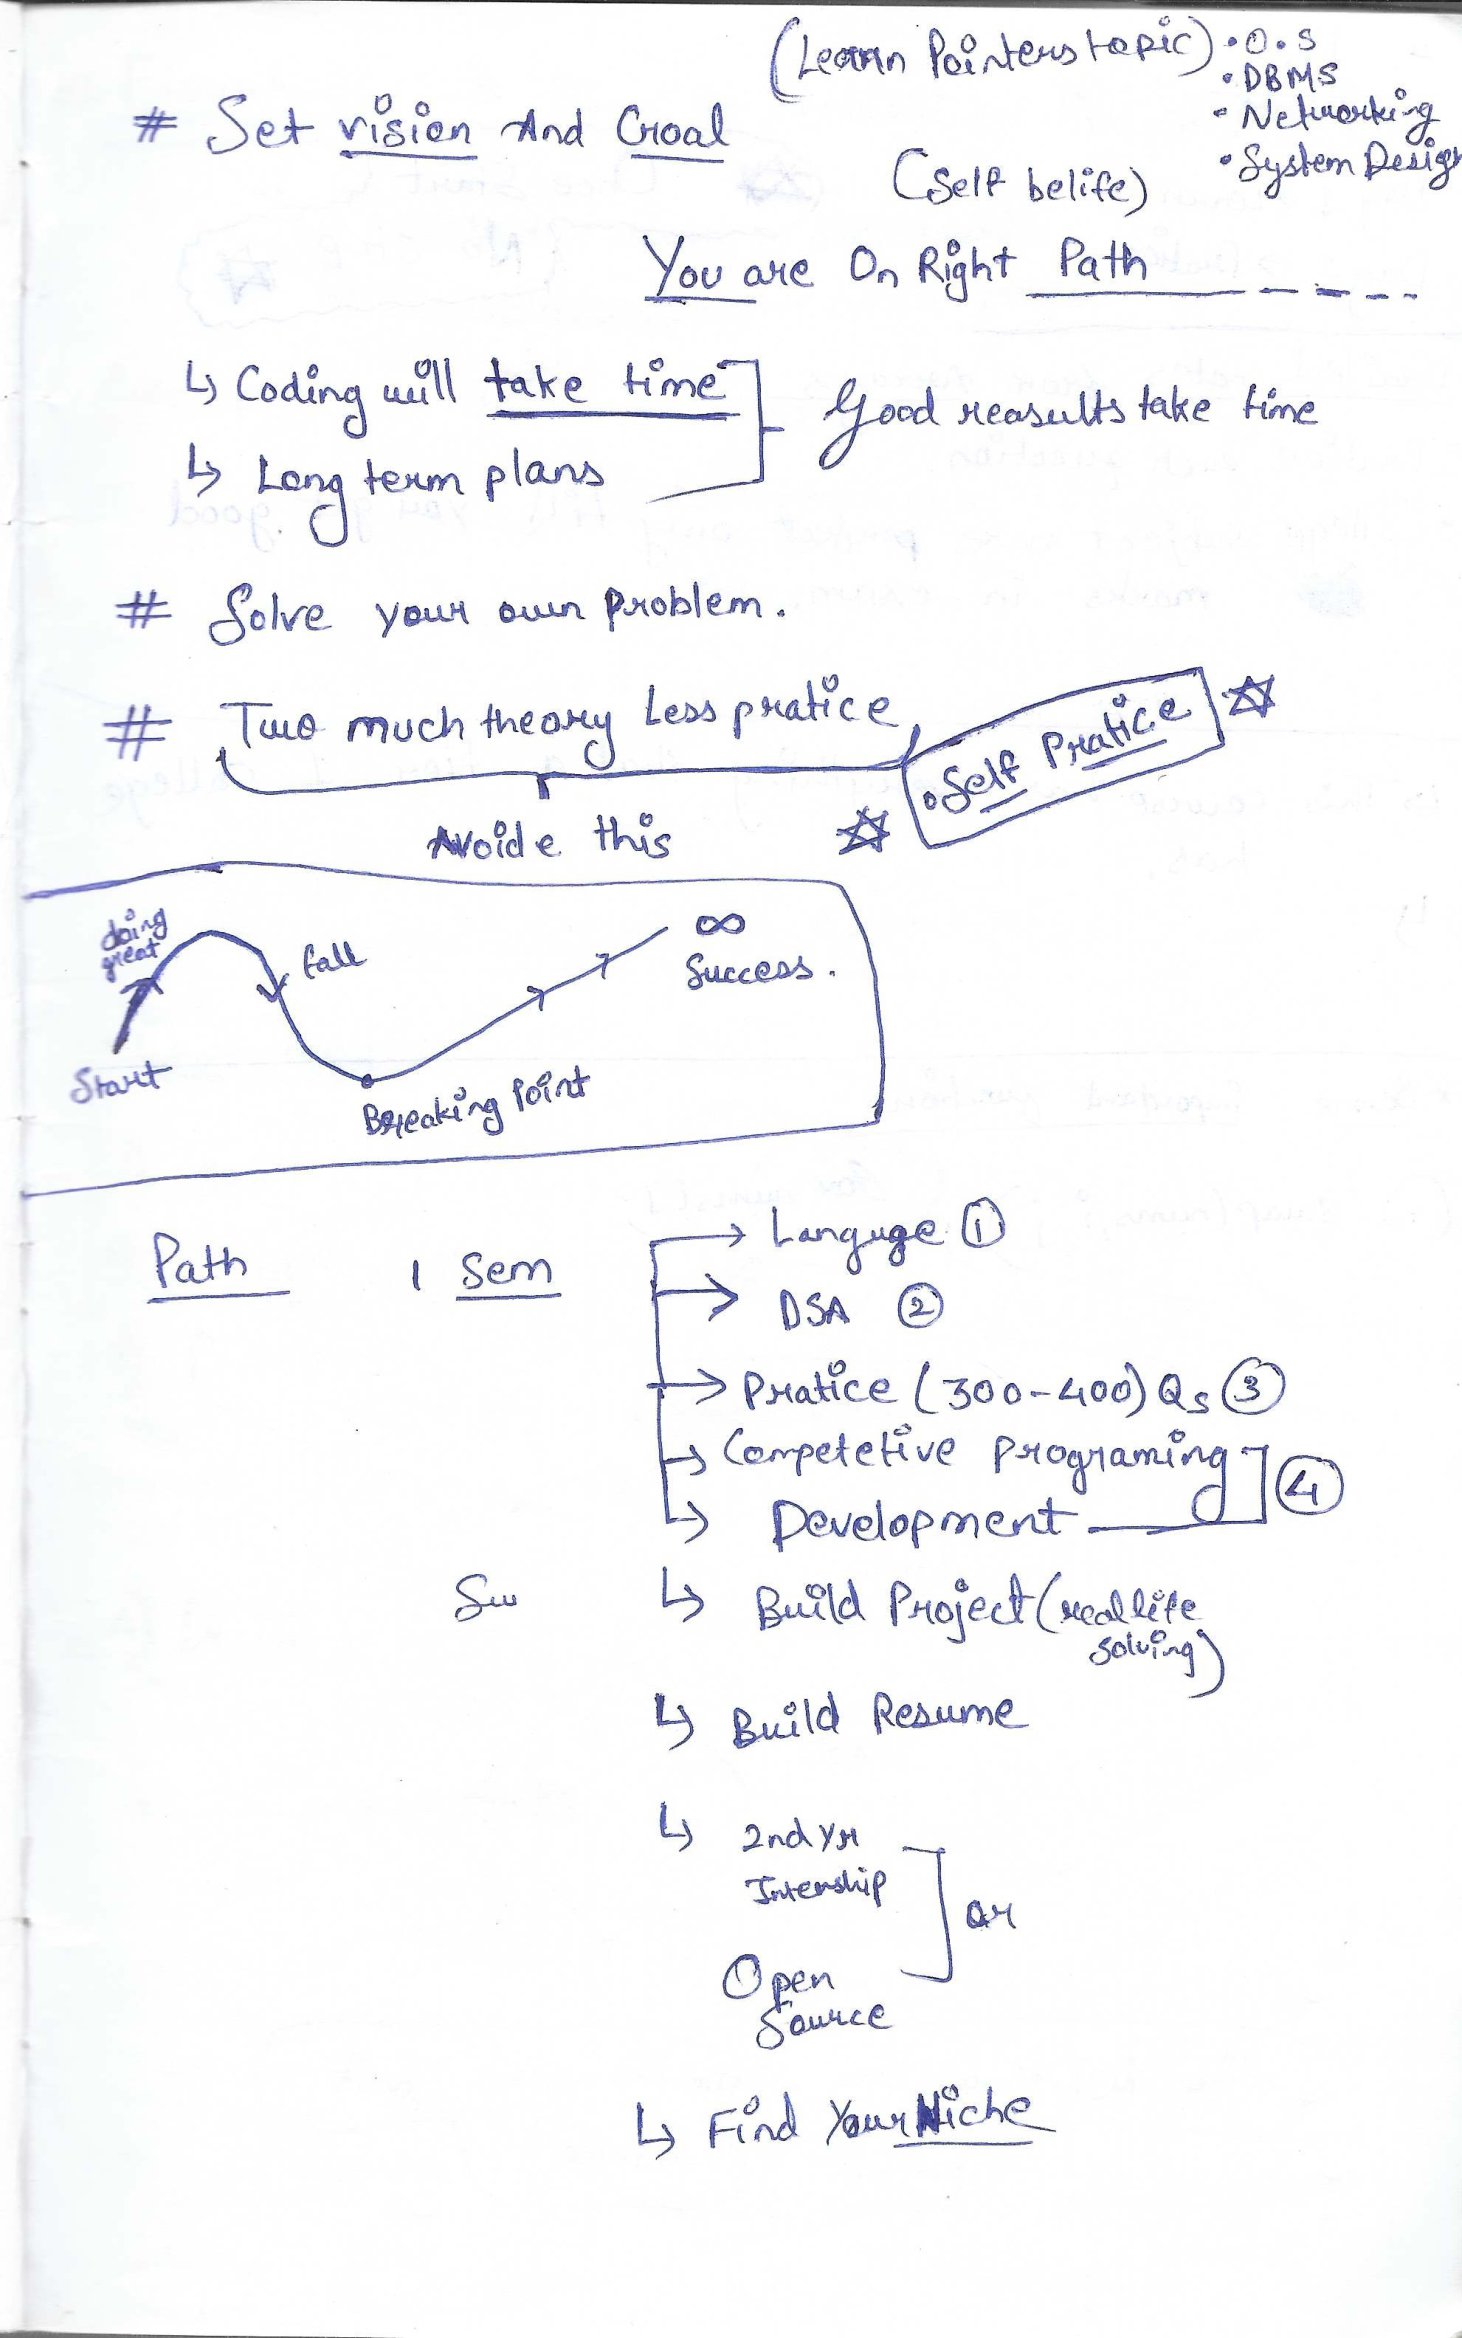 (Learn Pointers topic) • O.S
• DBMS
• Networking
• System Design
# Set vision And Goal
(Self belife)
You are On Right Path
↳ Coding will take time
↳ Long term plans
Good reasults take time
# Solve your own problem.
# Two much theory Less pratice
• Self Pratice
Avoide this
doing
great
fall
∞
Success.
Start
Breaking Point
Path 1 Sem
→ Languge ①
→ DSA ②
→ Pratice (300-400) Qs ③
→ Competetive programing
→ Development ④
↳ Build Project (real life
solving)
↳ Build Resume
↳ 2nd Yr
Intership
or
Open
Source
↳ Find Your Niche